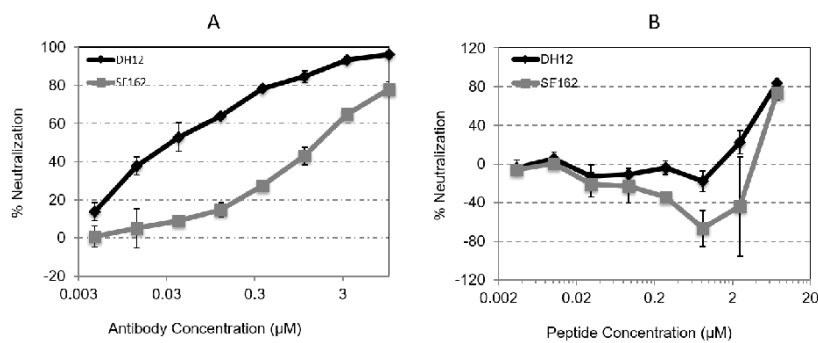 A
100
80
60
40
20
0
-20
% Neutralization
DH12
SF162
0.003 0.03 0.3 3
Antibody Concentration (µM)
B
120
80
40
0
-40
-80
-120
% Neutralization
DH12
SF162
0.002 0.02 0.2 2 20
Peptide Concentration (µM)